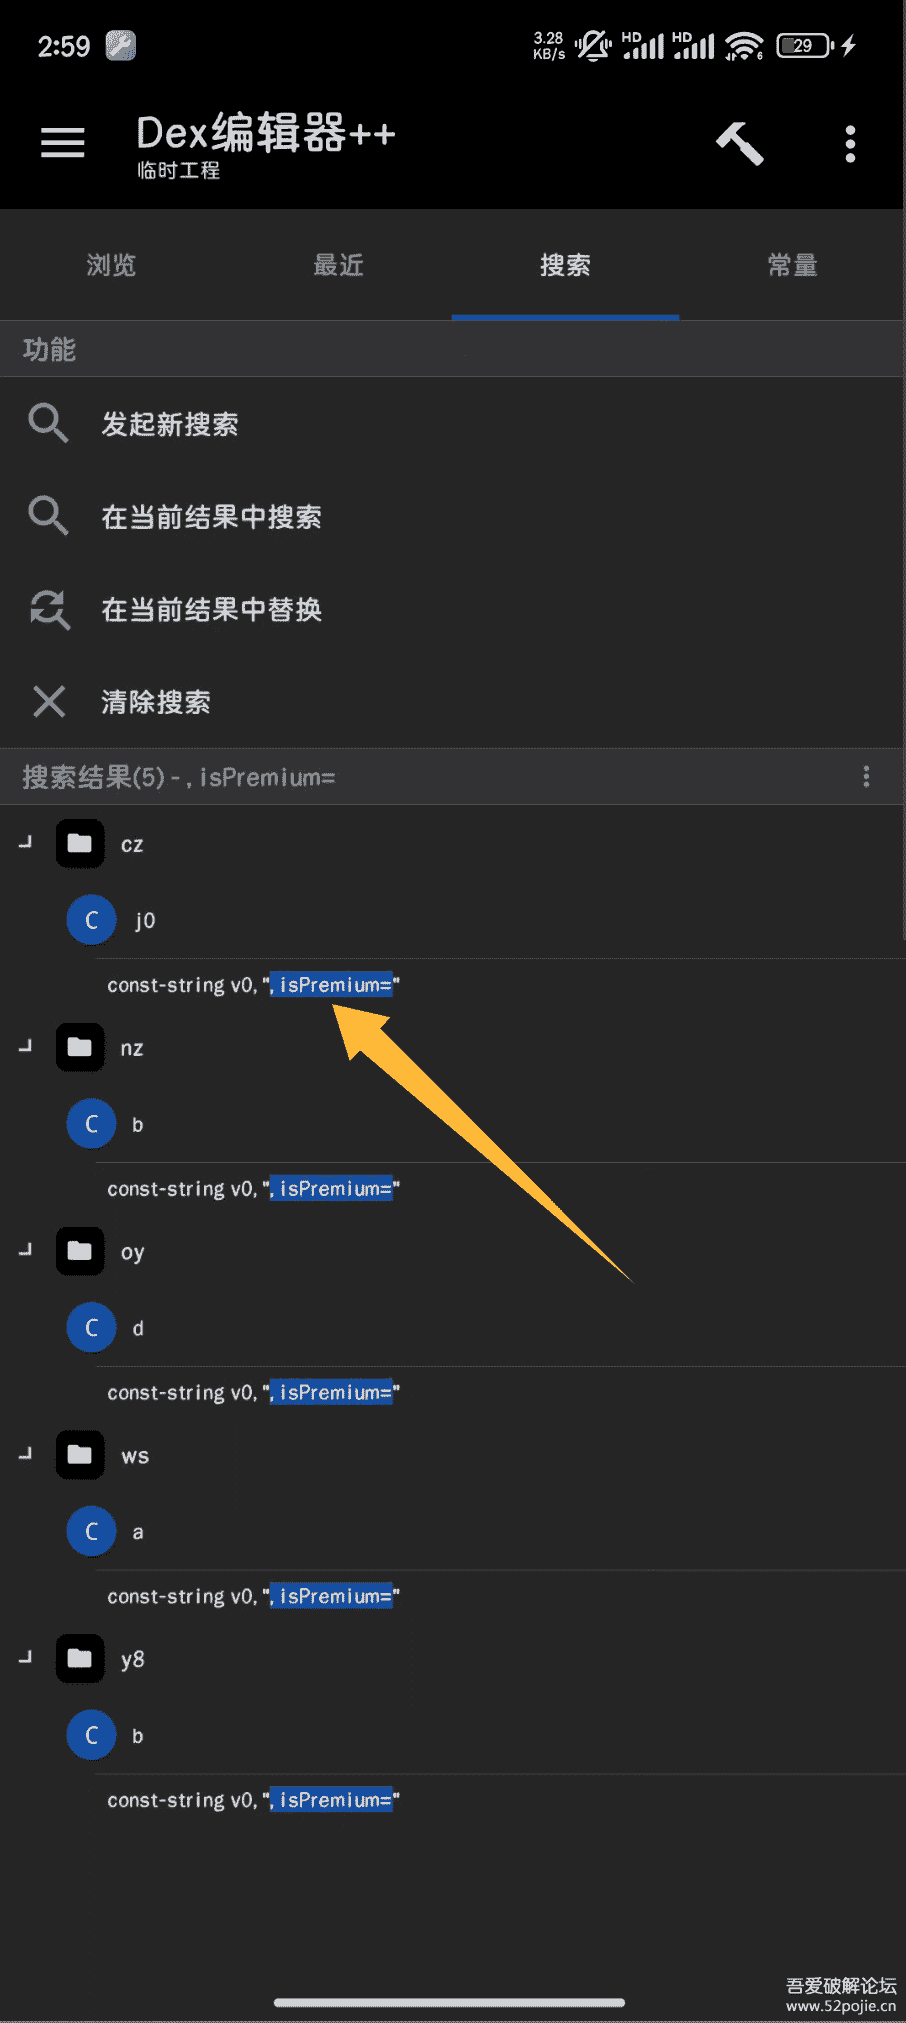 2:59
3.28 KB/s HD HD 6 29
Dex编辑器++
临时工程
浏览 最近 搜索 常量
功能
发起新搜索
在当前结果中搜索
在当前结果中替换
清除搜索
搜索结果(5) - , isPremium=
cz
C j0
const-string v0, ", isPremium="
nz
C b
const-string v0, ", isPremium="
oy
C d
const-string v0, ", isPremium="
ws
C a
const-string v0, ", isPremium="
y8
C b
const-string v0, ", isPremium="
吾爱破解论坛
www.52pojie.cn